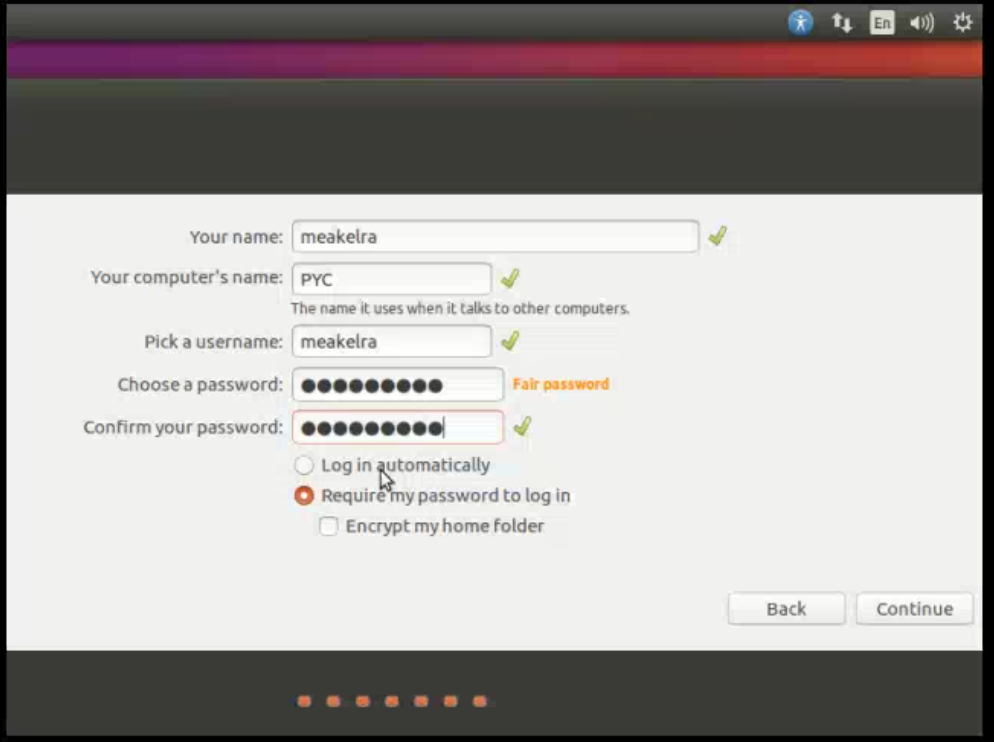 En
Your name: meakelra
Your computer's name: PYC
The name it uses when it talks to other computers.
Pick a username: meakelra
Choose a password: ●●●●●●●●● Fair password
Confirm your password: ●●●●●●●●●
Log in automatically
Require my password to log in
Encrypt my home folder
Back Continue